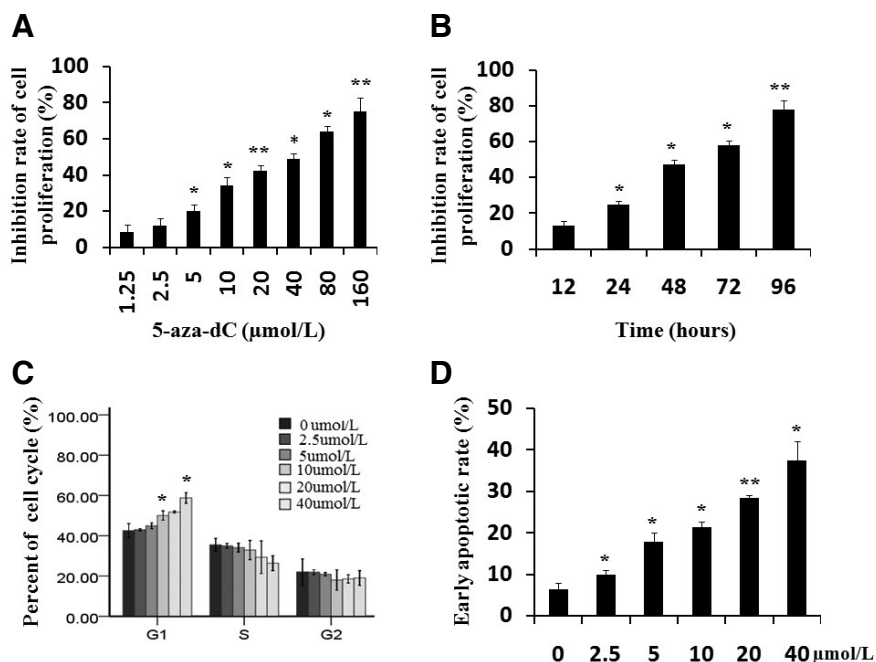 A
Inhibition rate of cell
proliferation (%)
100
80
60
40
20
0
*
*
**
*
*
**
1.25
2.5
5
10
20
40
80
160
5-aza-dC (μmol/L)
B
Inhibition rate of cell
proliferation (%)
100
80
60
40
20
0
*
*
*
**
12
24
48
72
96
Time (hours)
C
Percent of cell cycle (%)
100.00
80.00
60.00
40.00
20.00
0.00
*
*
0 umol/L
2.5umol/L
5umol/L
10umol/L
20umol/L
40umol/L
G1
S
G2
D
Early apoptotic rate (%)
50
40
30
20
10
0
*
*
*
**
*
0
2.5
5
10
20
40
μmol/L